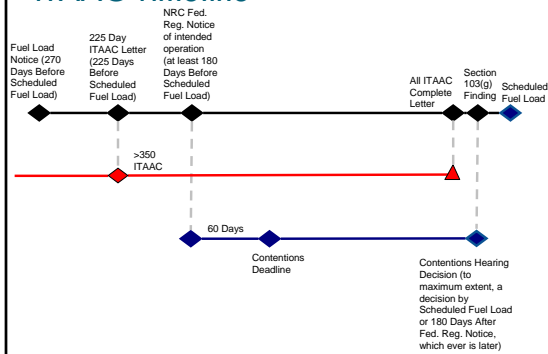 ITAAC Timeline
Fuel Load
Notice (270
Days Before
Scheduled
Fuel Load)
225 Day
ITAAC Letter
(225 Days
Before
Scheduled
Fuel Load)
NRC Fed.
Reg. Notice
of intended
operation
(at least 180
Days Before
Scheduled
Fuel Load)
All ITAAC
Complete
Letter
Section
103(g)
Finding
Scheduled
Fuel Load
>350
ITAAC
60 Days
Contentions
Deadline
Contentions Hearing
Decision (to
maximum extent, a
decision by
Scheduled Fuel Load
or 180 Days After
Fed. Reg. Notice,
which ever is later)